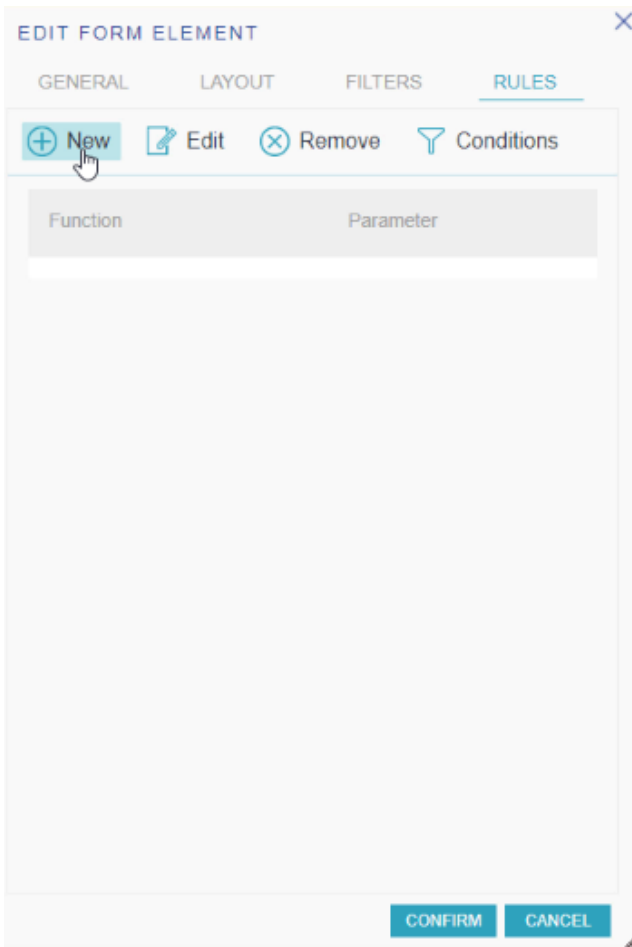 EDIT FORM ELEMENT
GENERAL LAYOUT FILTERS RULES
New Edit Remove Conditions
Function Parameter
CONFIRM CANCEL